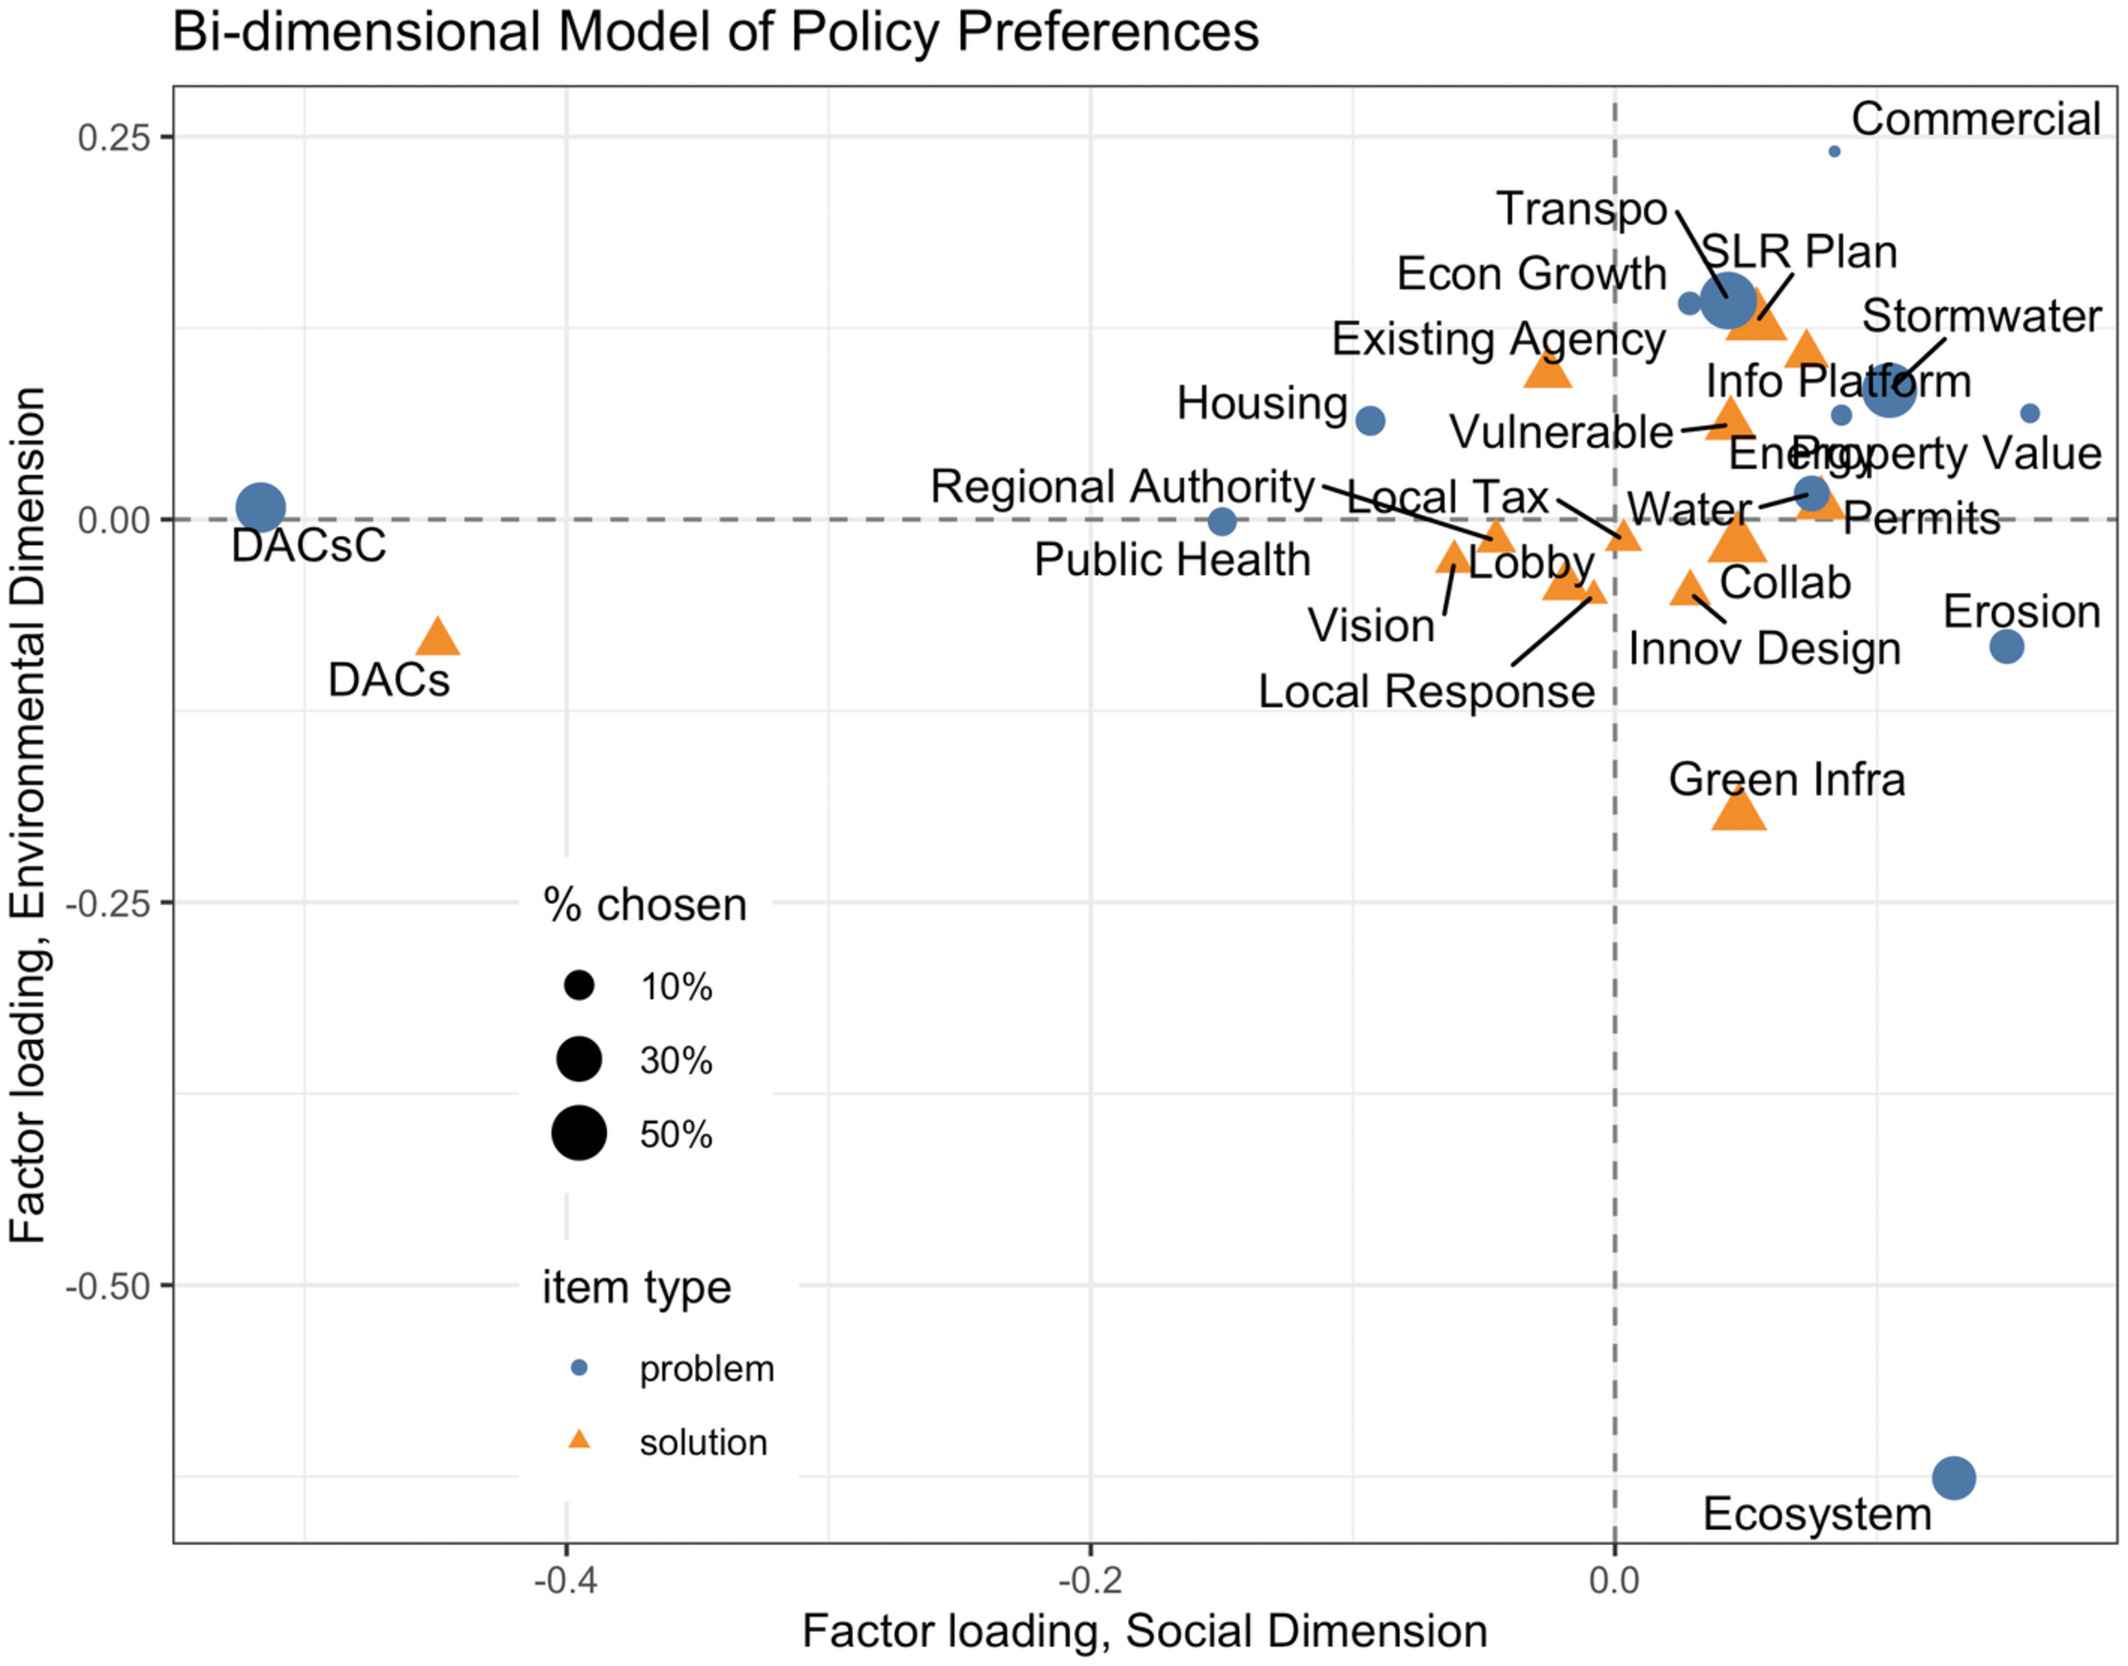 Bi-dimensional Model of Policy Preferences
Factor loading, Environmental Dimension
0.25
0.00
-0.25
-0.50
Commercial
Transpo
SLR Plan
Econ Growth
Stormwater
Existing Agency
Info Platform
Housing
Vulnerable
Energy
Property Value
Regional Authority
Local Tax
Water
Permits
DACsC
Public Health
Lobby
Collab
Erosion
Vision
Innov Design
DACs
Local Response
Green Infra
% chosen
10%
30%
50%
item type
problem
solution
Ecosystem
-0.4
-0.2
0.0
Factor loading, Social Dimension